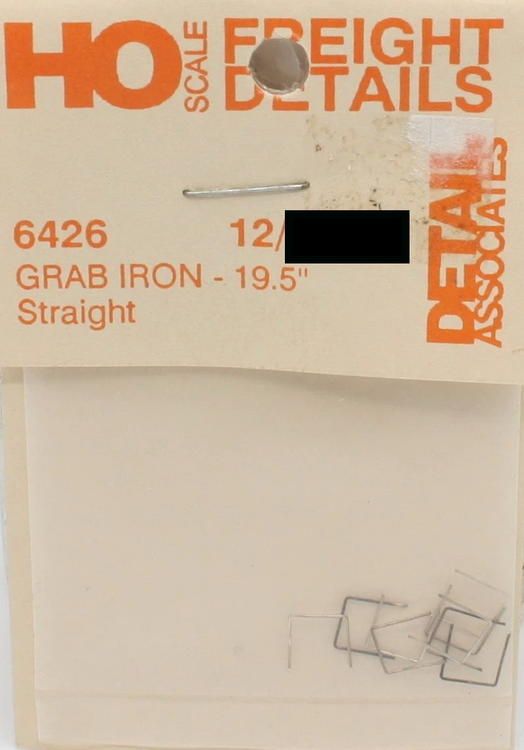 HO
SCALE
FREIGHT
DETAILS
DETAIL
ASSOCIATES
6426 12/
GRAB IRON - 19.5"
Straight